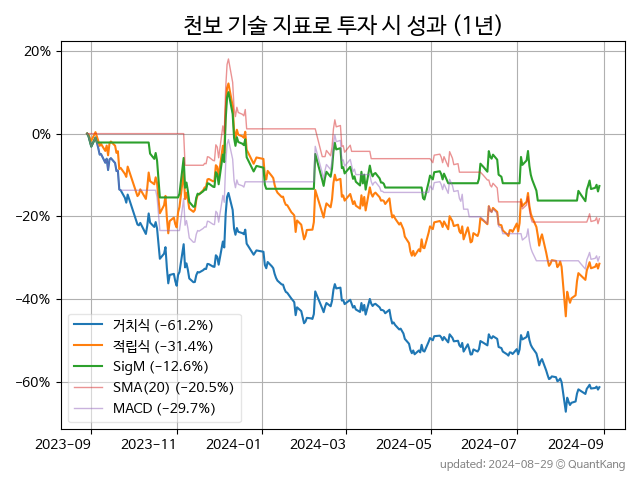 천보 기술 지표로 투자 시 성과 (1년)
20%
0%
−20%
−40%
−60%
거치식 (−61.2%)
적립식 (−31.4%)
SigM (−12.6%)
SMA(20) (−20.5%)
MACD (−29.7%)
2023−09 2023−11 2024−01 2024−03 2024−05 2024−07 2024−09
updated: 2024−08−29 © QuantKang